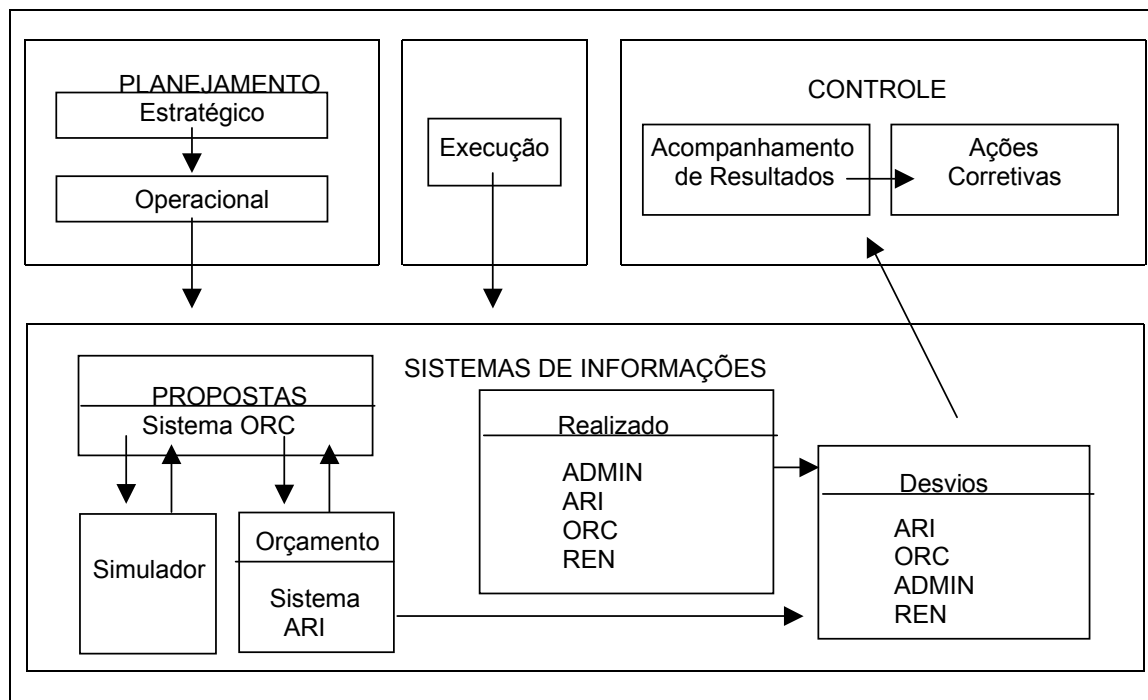 PLANEJAMENTO
Estratégico
Operacional
Execução
CONTROLE
Acompanhamento
de Resultados
Ações
Corretivas
SISTEMAS DE INFORMAÇÕES
PROPOSTAS
Sistema ORC
Simulador
Orçamento
Sistema
ARI
Realizado
ADMIN
ARI
ORC
REN
Desvios
ARI
ORC
ADMIN
REN